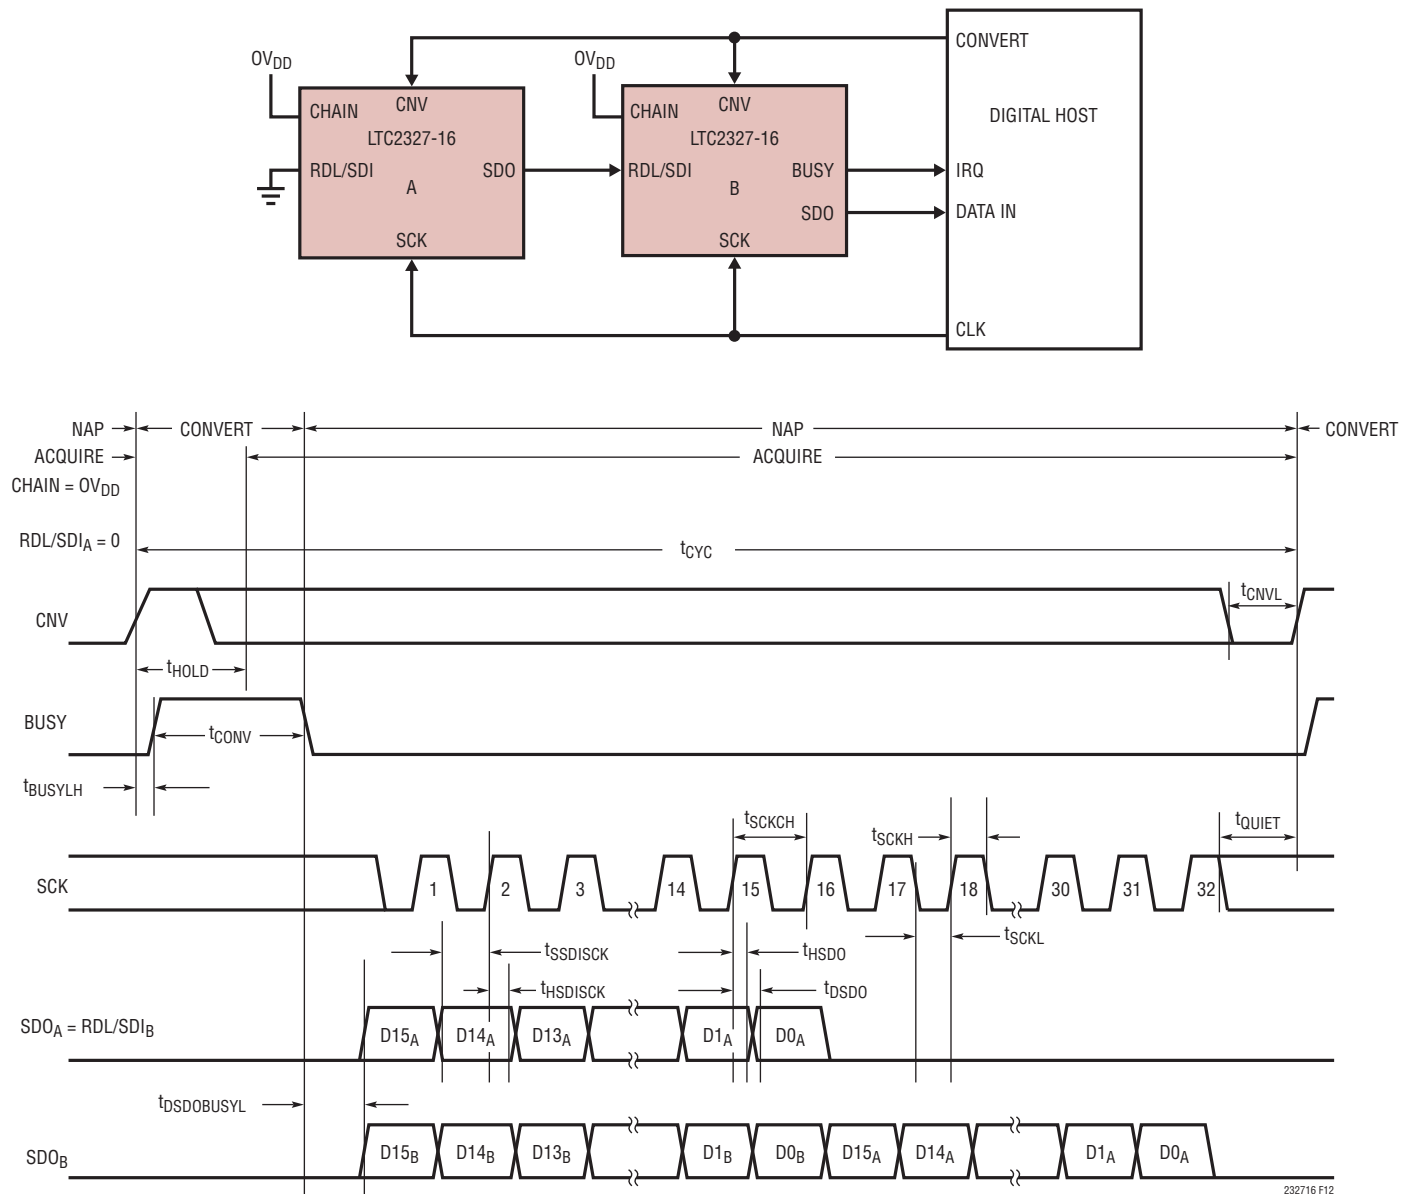 CONVERT
OVDD
OVDD
CHAIN
CNV
CHAIN
CNV
DIGITAL HOST
LTC2327-16
LTC2327-16
RDL/SDI
SDO
RDL/SDI
BUSY
IRQ
A
B
SDO
DATA IN
SCK
SCK
CLK
NAP
CONVERT
NAP
CONVERT
ACQUIRE
ACQUIRE
CHAIN = OVDD
RDL/SDIA = 0
tCYC
CNV
tCNVL
tHOLD
BUSY
tCONV
tBUSYLH
tSCKCH
tSCKH
tQUIET
SCK
1 2 3 14 15 16 17 18 30 31 32
tSSDISCK
tHSDO
tSCKL
tHSDISCK
tDSDO
SDOA = RDL/SDIB
D15A D14A D13A D1A D0A
tDSDOBUSYL
SDOB
D15B D14B D13B D1B D0B D15A D14A D1A D0A
232716 F12